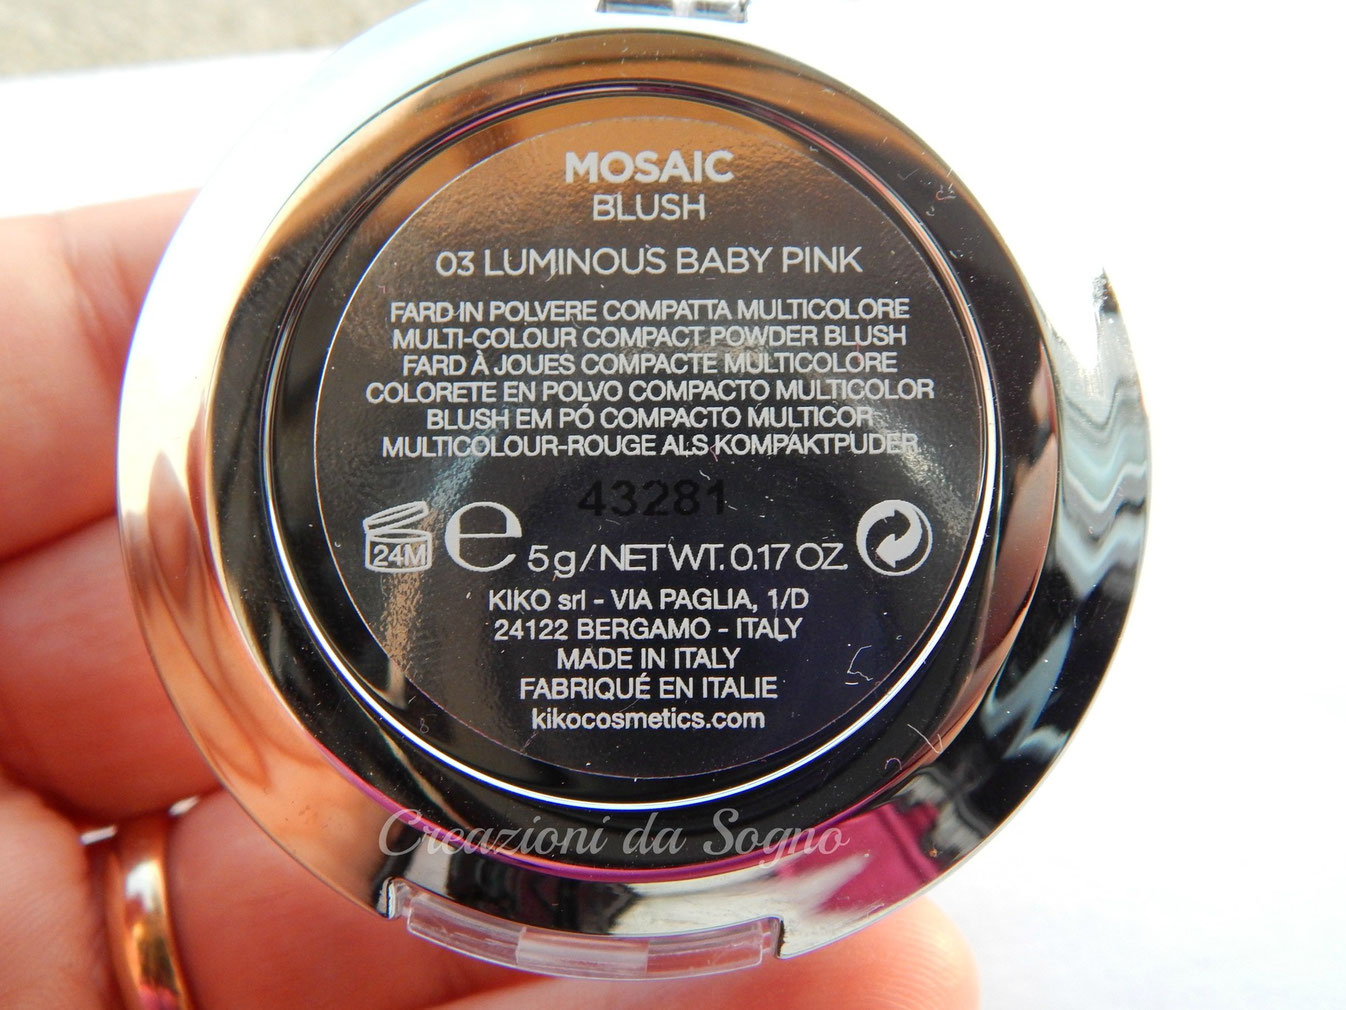 MOSAIC
BLUSH
03 LUMINOUS BABY PINK
FARD IN POLVERE COMPATTA MULTICOLORE
MULTI-COLOUR COMPACT POWDER BLUSH
FARD À JOUES COMPACTE MULTICOLORE
COLORETE EN POLVO COMPACTO MULTICOLOR
BLUSH EM PÓ COMPACTO MULTICOR
MULTICOLOUR-ROUGE ALS KOMPAKTPUDER
43281
24M e 5g/NET WT. 0.17 OZ.
KIKO srl - VIA PAGLIA, 1/D
24122 BERGAMO - ITALY
MADE IN ITALY
FABRIQUÉ EN ITALIE
kikocosmetics.com
Creazioni da Sogno